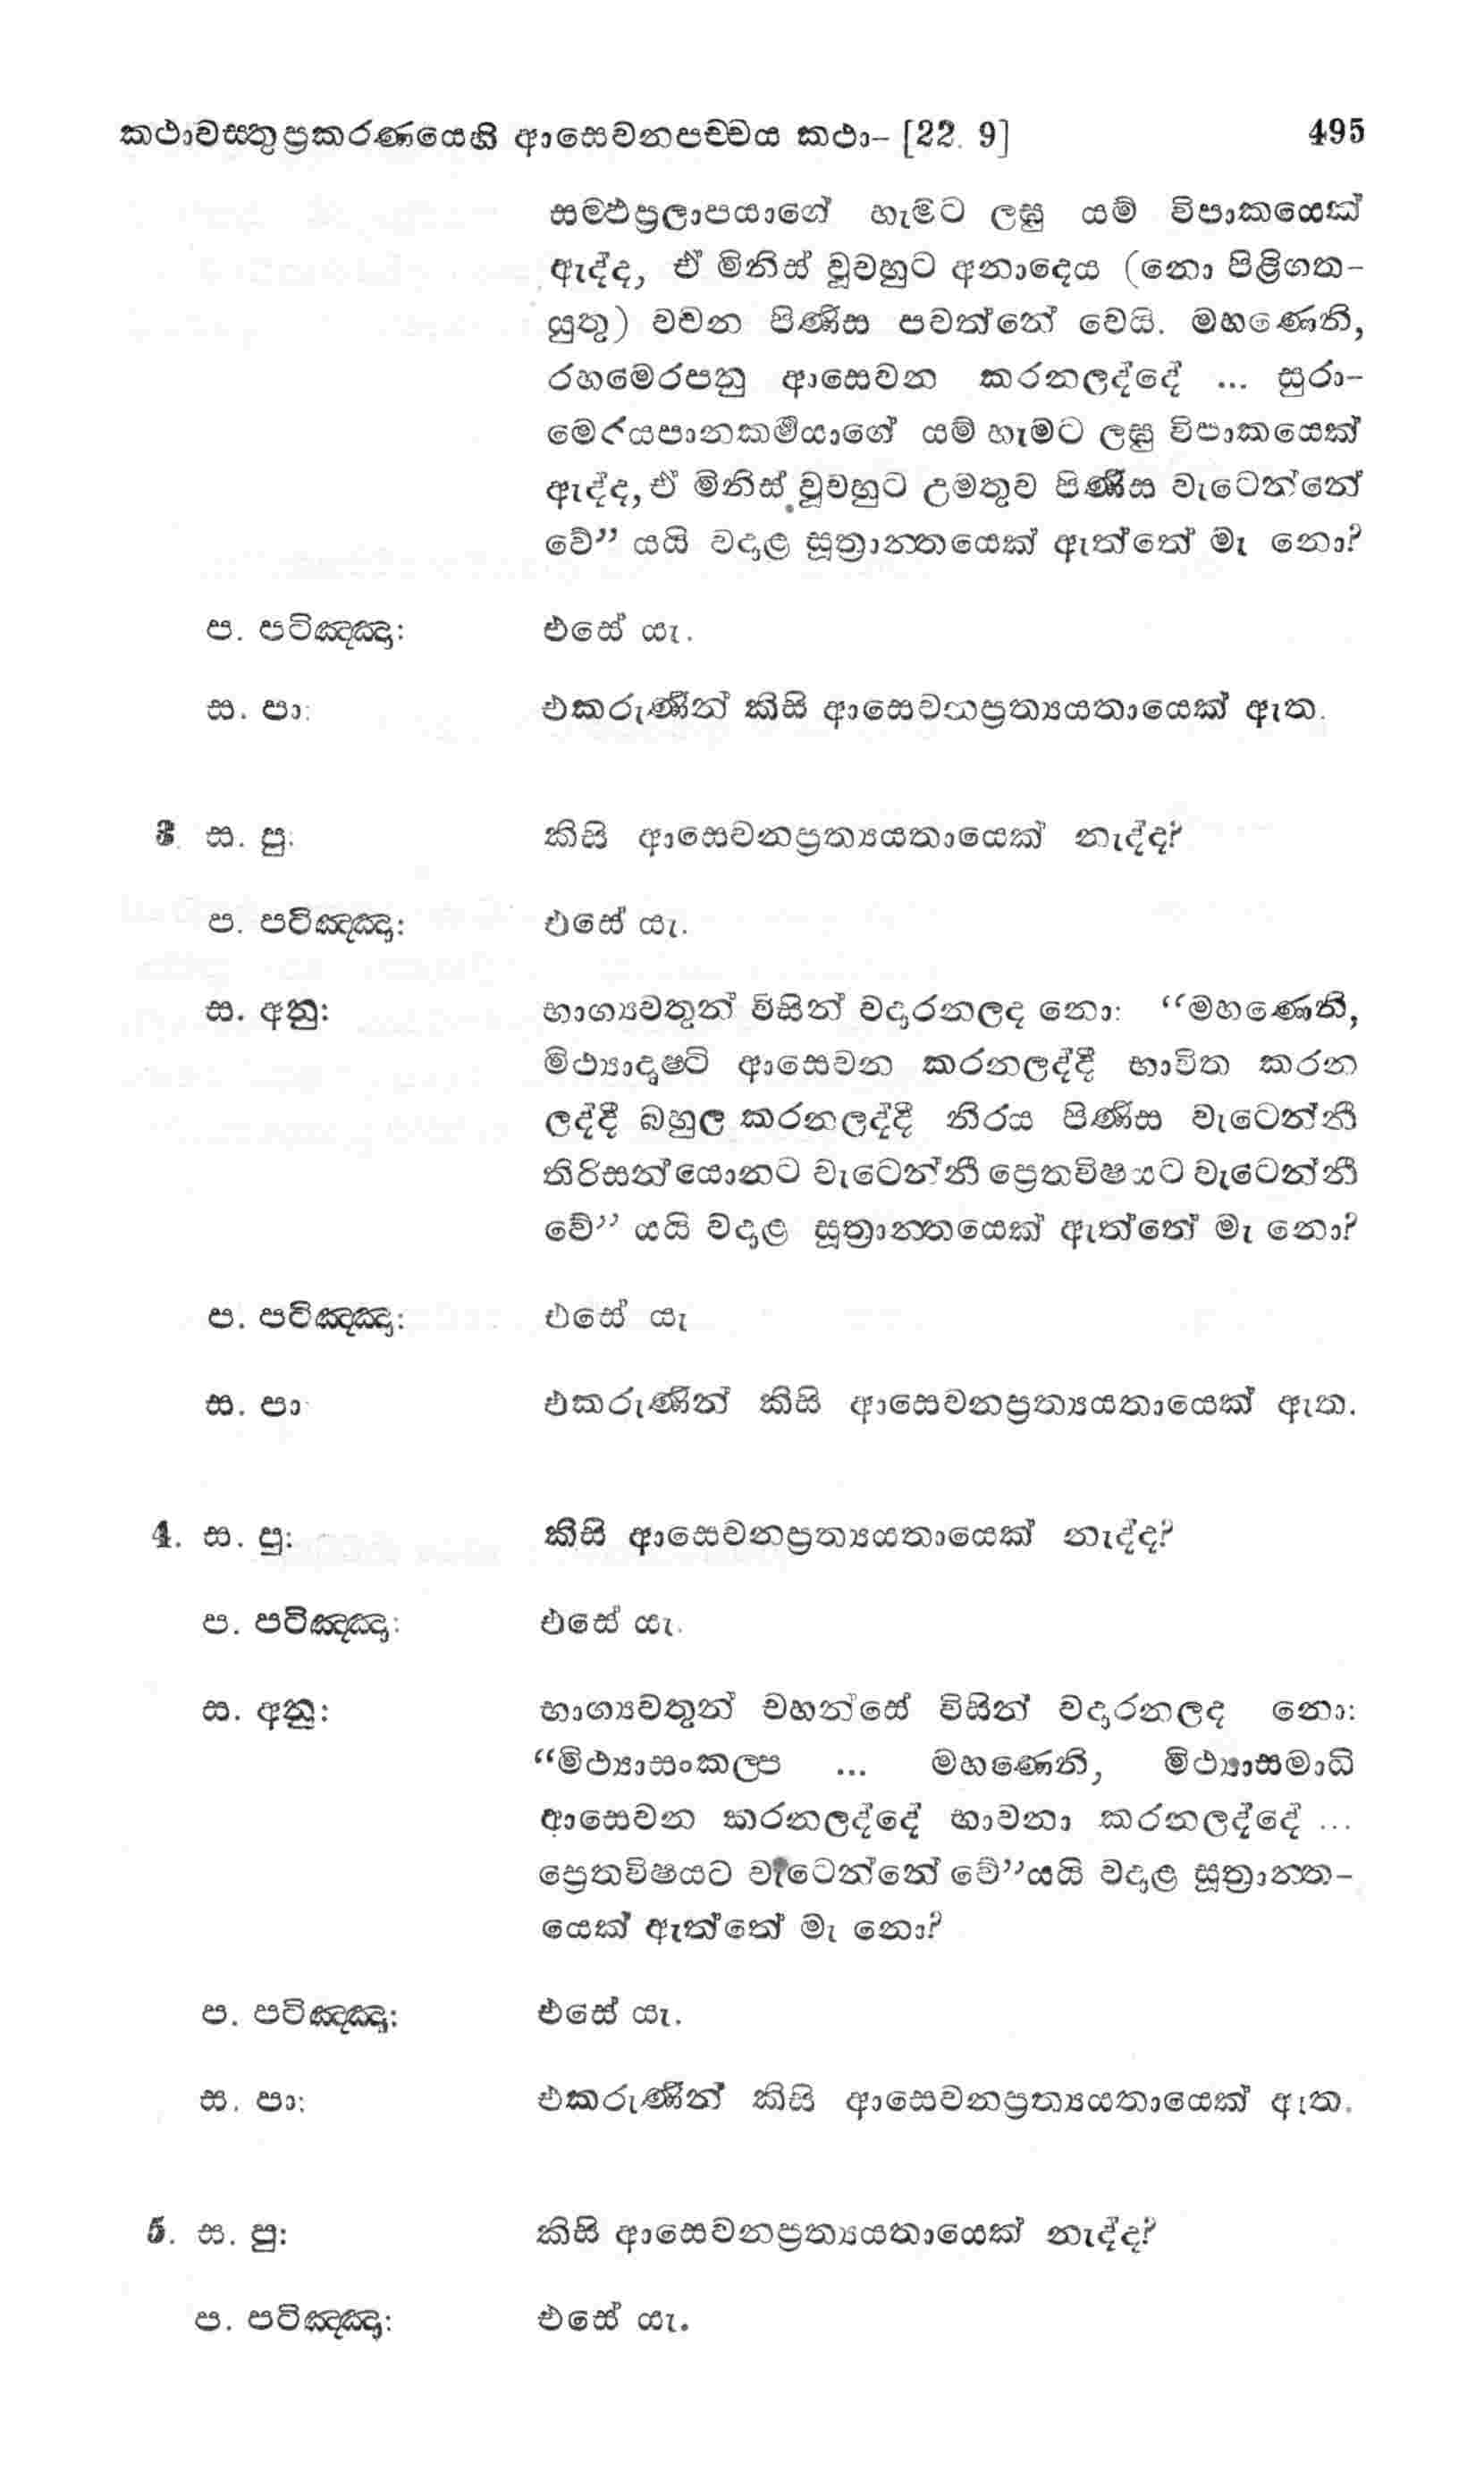 කථාවස්තුප්‍රකරණයෙහි ආසෙවනපච්චය කථා- [22. 9] 495
සම්ඵප්‍රලාපයාගේ හැමට ලඝු යම් විපාකයෙක්
ඇද්ද, ඒ මිනිස් වූවහුට අනාදෙය (නො පිළිගත-
යුතු) වචන පිණිස පවත්නේ වෙයි. මහණෙනි,
රහමෙරපනු ආසෙවන කරනලද්දේ ... සුරා-
මෙරයපානකර්මයාගේ යම් හැමට ලඝු විපාකයෙක්
ඇද්ද, ඒ මිනිස් වූවහුට උමතුව පිණිස වැටෙන්නේ
වේ” යයි වදාළ සූත්‍රාන්තයෙක් ඇත්තේ මැ නො?
ප. පටිඤ්ඤා: එසේ යැ.
ස. පා: එකරුණින් කිසි ආසෙවනප්‍රත්‍යයතායෙක් ඇත.
3. ස. පු: කිසි ආසෙවනප්‍රත්‍යයතායෙක් නැද්ද?
ප. පටිඤ්ඤා: එසේ යැ.
ස. අනු: භාග්‍යවතුන් විසින් වදාරනලද නො: “මහණෙනි,
මිථ්‍යාදෘෂ්ටි ආසෙවන කරනලද්දී භාවිත කරන
ලද්දී බහුල කරනලද්දී නිරය පිණිස වැටෙන්නී
තිරිසන්යොනට වැටෙන්නී ප්‍රෙතවිෂයට වැටෙන්නී
වේ” යයි වදාළ සූත්‍රාන්තයෙක් ඇත්තේ මැ නො?
ප. පටිඤ්ඤා: එසේ යැ
ස. පා එකරුණින් කිසි ආසෙවනප්‍රත්‍යයතායෙක් ඇත.
4. ස. පු: කිසි ආසෙවනප්‍රත්‍යයතායෙක් නැද්ද?
ප. පටිඤ්ඤා: එසේ යැ.
ස. අනු: භාග්‍යවතුන් වහන්සේ විසින් වදාරනලද නො:
“මිථ්‍යාසංකල්ප ... මහණෙනි, මිථ්‍යාසමාධි
ආසෙවන කරනලද්දේ භාවනා කරනලද්දේ ...
ප්‍රෙතවිෂයට වැටෙන්නේ වේ”යයි වදාළ සූත්‍රාන්ත-
යෙක් ඇත්තේ මැ නො?
ප. පටිඤ්ඤා: එසේ යැ.
ස. පා: එකරුණින් කිසි ආසෙවනප්‍රත්‍යයතායෙක් ඇත.
5. ස. පු: කිසි ආසෙවනප්‍රත්‍යයතායෙක් නැද්ද?
ප. පටිඤ්ඤා: එසේ යැ.